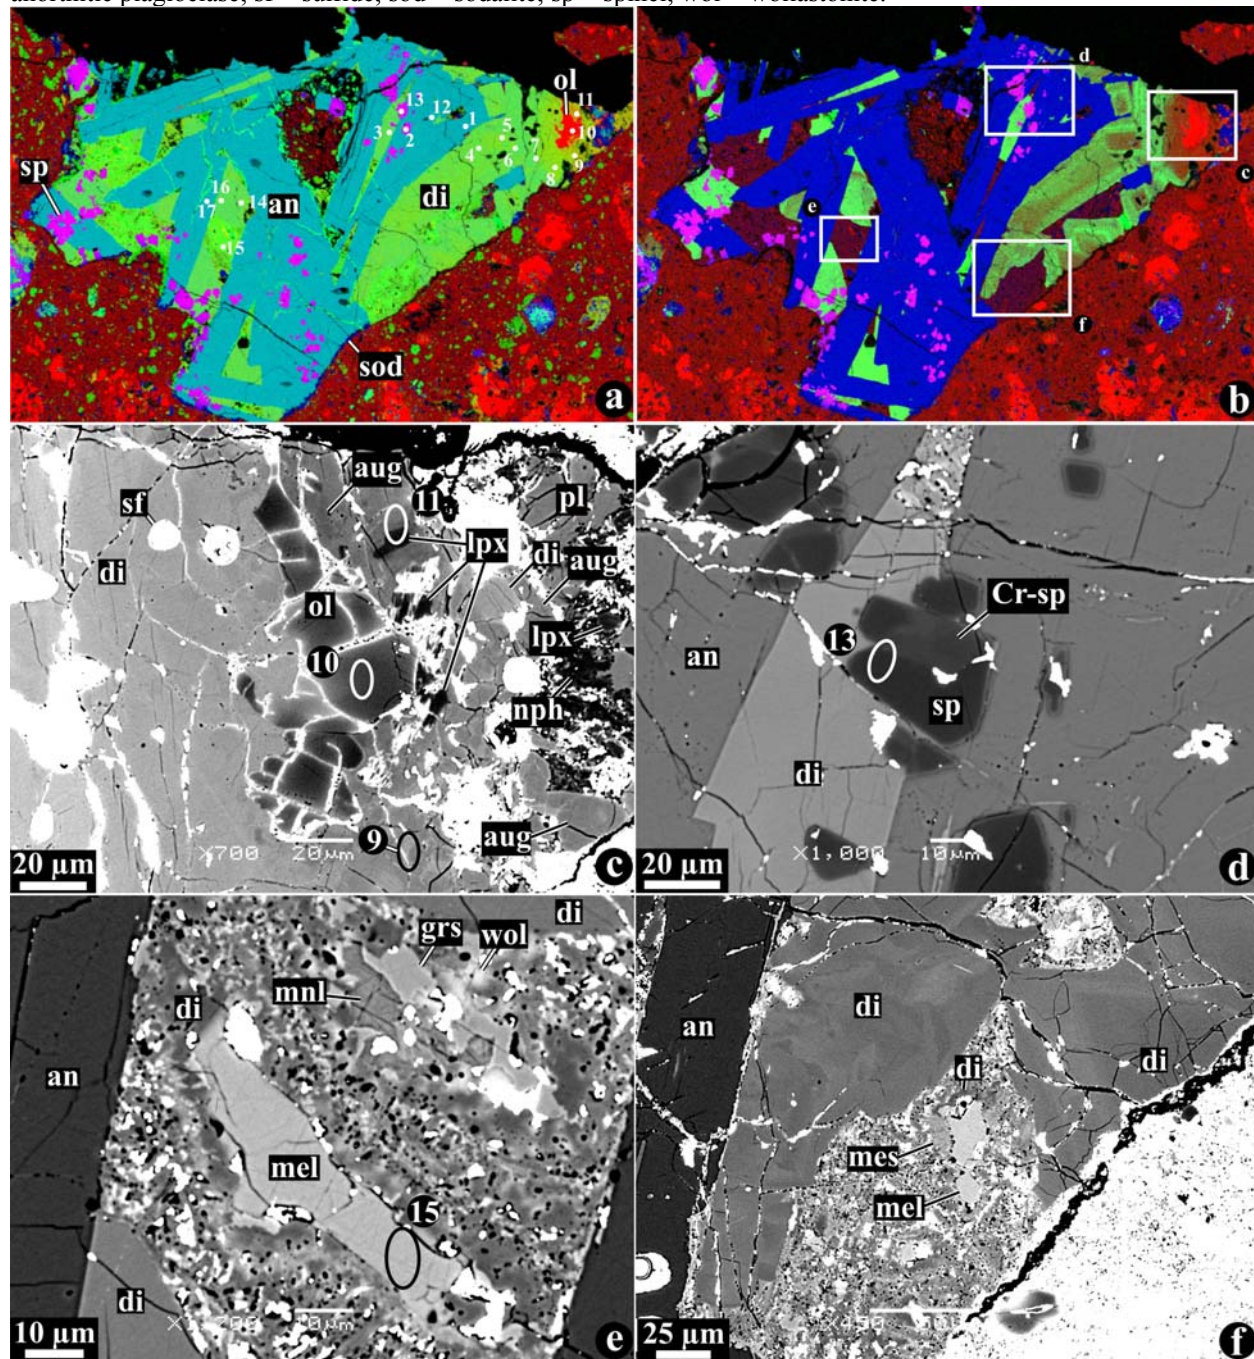 anorthitic plagioclase; sf – sulfide; sod – sodalite; sp – spinel; wol – wollastonite.
ol
11
13
12
1
10
3
2
5
4
6
7
9
8
sp
16
14
an
17
di
15
sod
a
d
c
e
f
b
aug
11
pl
sf
lpx
di
aug
di
ol
lpx
10
nph
aug
9
X700 20µm
20 µm
c
Cr-sp
an
13
sp
di
X1,000 10µm
20 µm
d
di
grs
wol
mnl
di
an
mel
15
di
10µm
10 µm
e
di
an
di
di
mes
mel
X450
25 µm
f